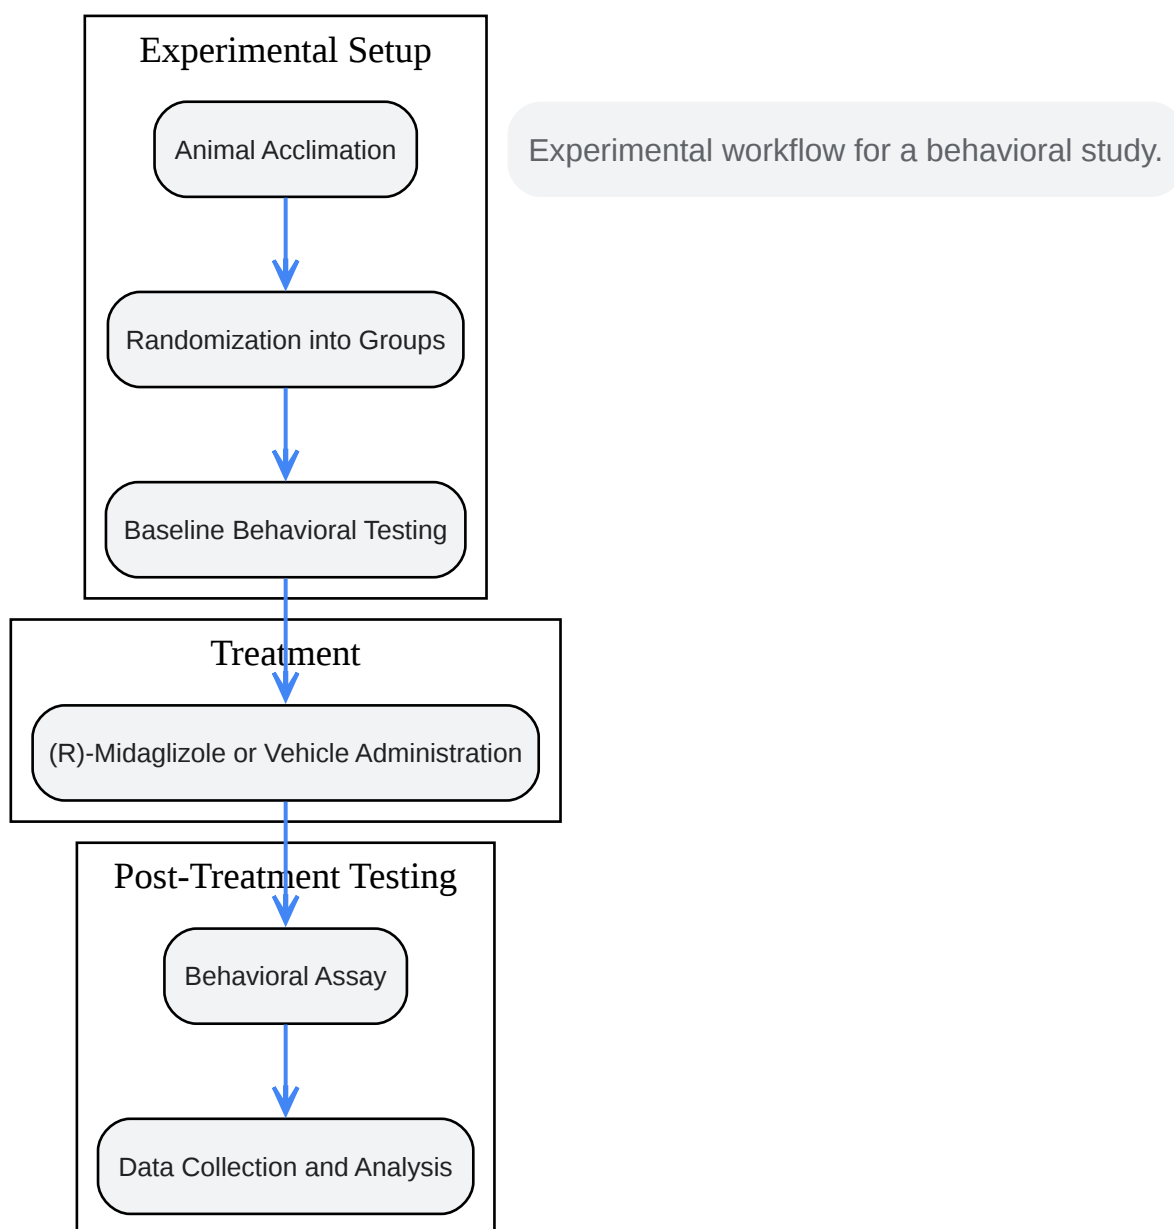 Experimental Setup
Animal Acclimation
Experimental workflow for a behavioral study.
Randomization into Groups
Baseline Behavioral Testing
Treatment
(R)-Midaglizole or Vehicle Administration
Post-Treatment Testing
Behavioral Assay
Data Collection and Analysis